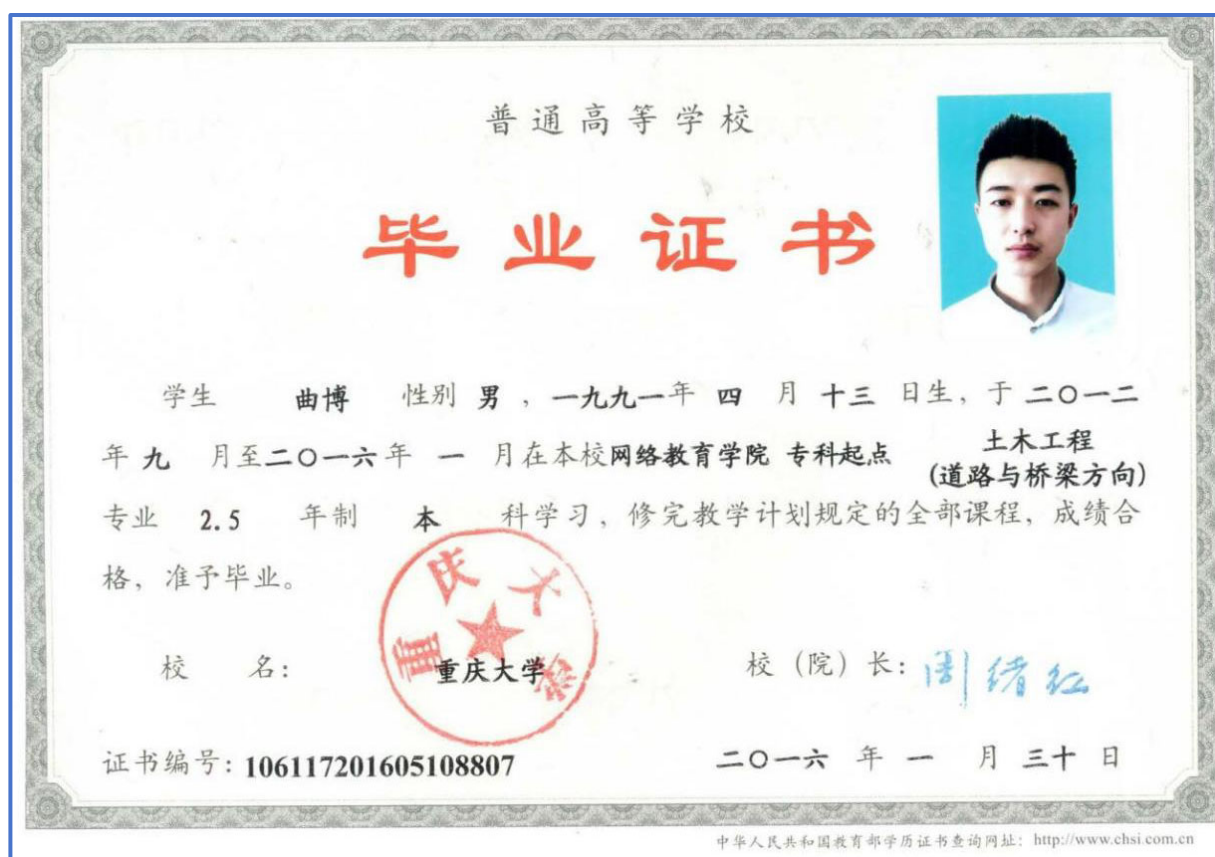 普通高等学校
毕业证书
学生 曲博 性别 男，一九九一年 四 月 十三 日生，于 二〇一二
年 九 月至二〇一六年 一 月在本校网络教育学院 专科起点 土木工程
(道路与桥梁方向)
专业 2.5 年制 本 科学习，修完教学计划规定的全部课程，成绩合
格，准予毕业。
重庆大学
校 名： 重庆大学 校（院）长：周绪红
证书编号：106117201605108807 二〇一六 年 一 月 三十 日
中华人民共和国教育部学历证书查询网址：http://www.chsi.com.cn